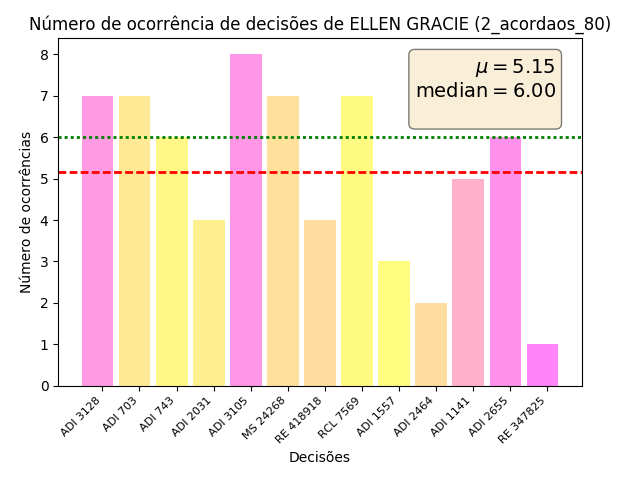 Número de ocorrência de decisões de ELLEN GRACIE (2_acordaos_80)
μ = 5.15
median = 6.00
Número de ocorrências
8
7
6
5
4
3
2
1
0
ADI 3128
ADI 703
ADI 743
ADI 2031
ADI 3105
MS 24268
RE 418918
RCL 7569
ADI 1557
ADI 2464
ADI 1141
ADI 2655
RE 347825
Decisões